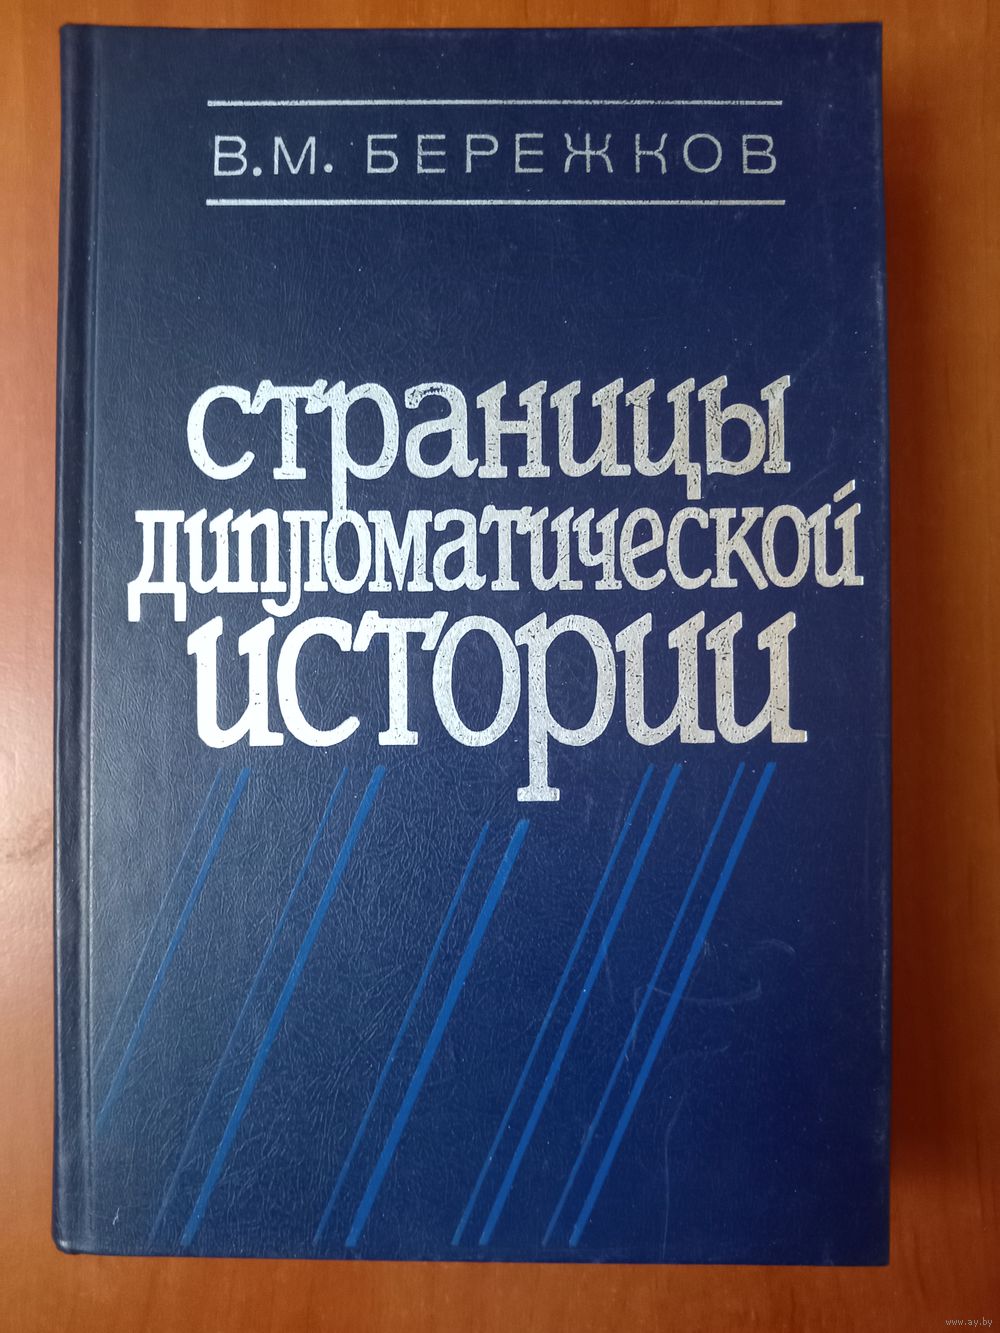 В.М. БЕРЕЖКОВ
страницы
дипломатической
истории
www.ay.by